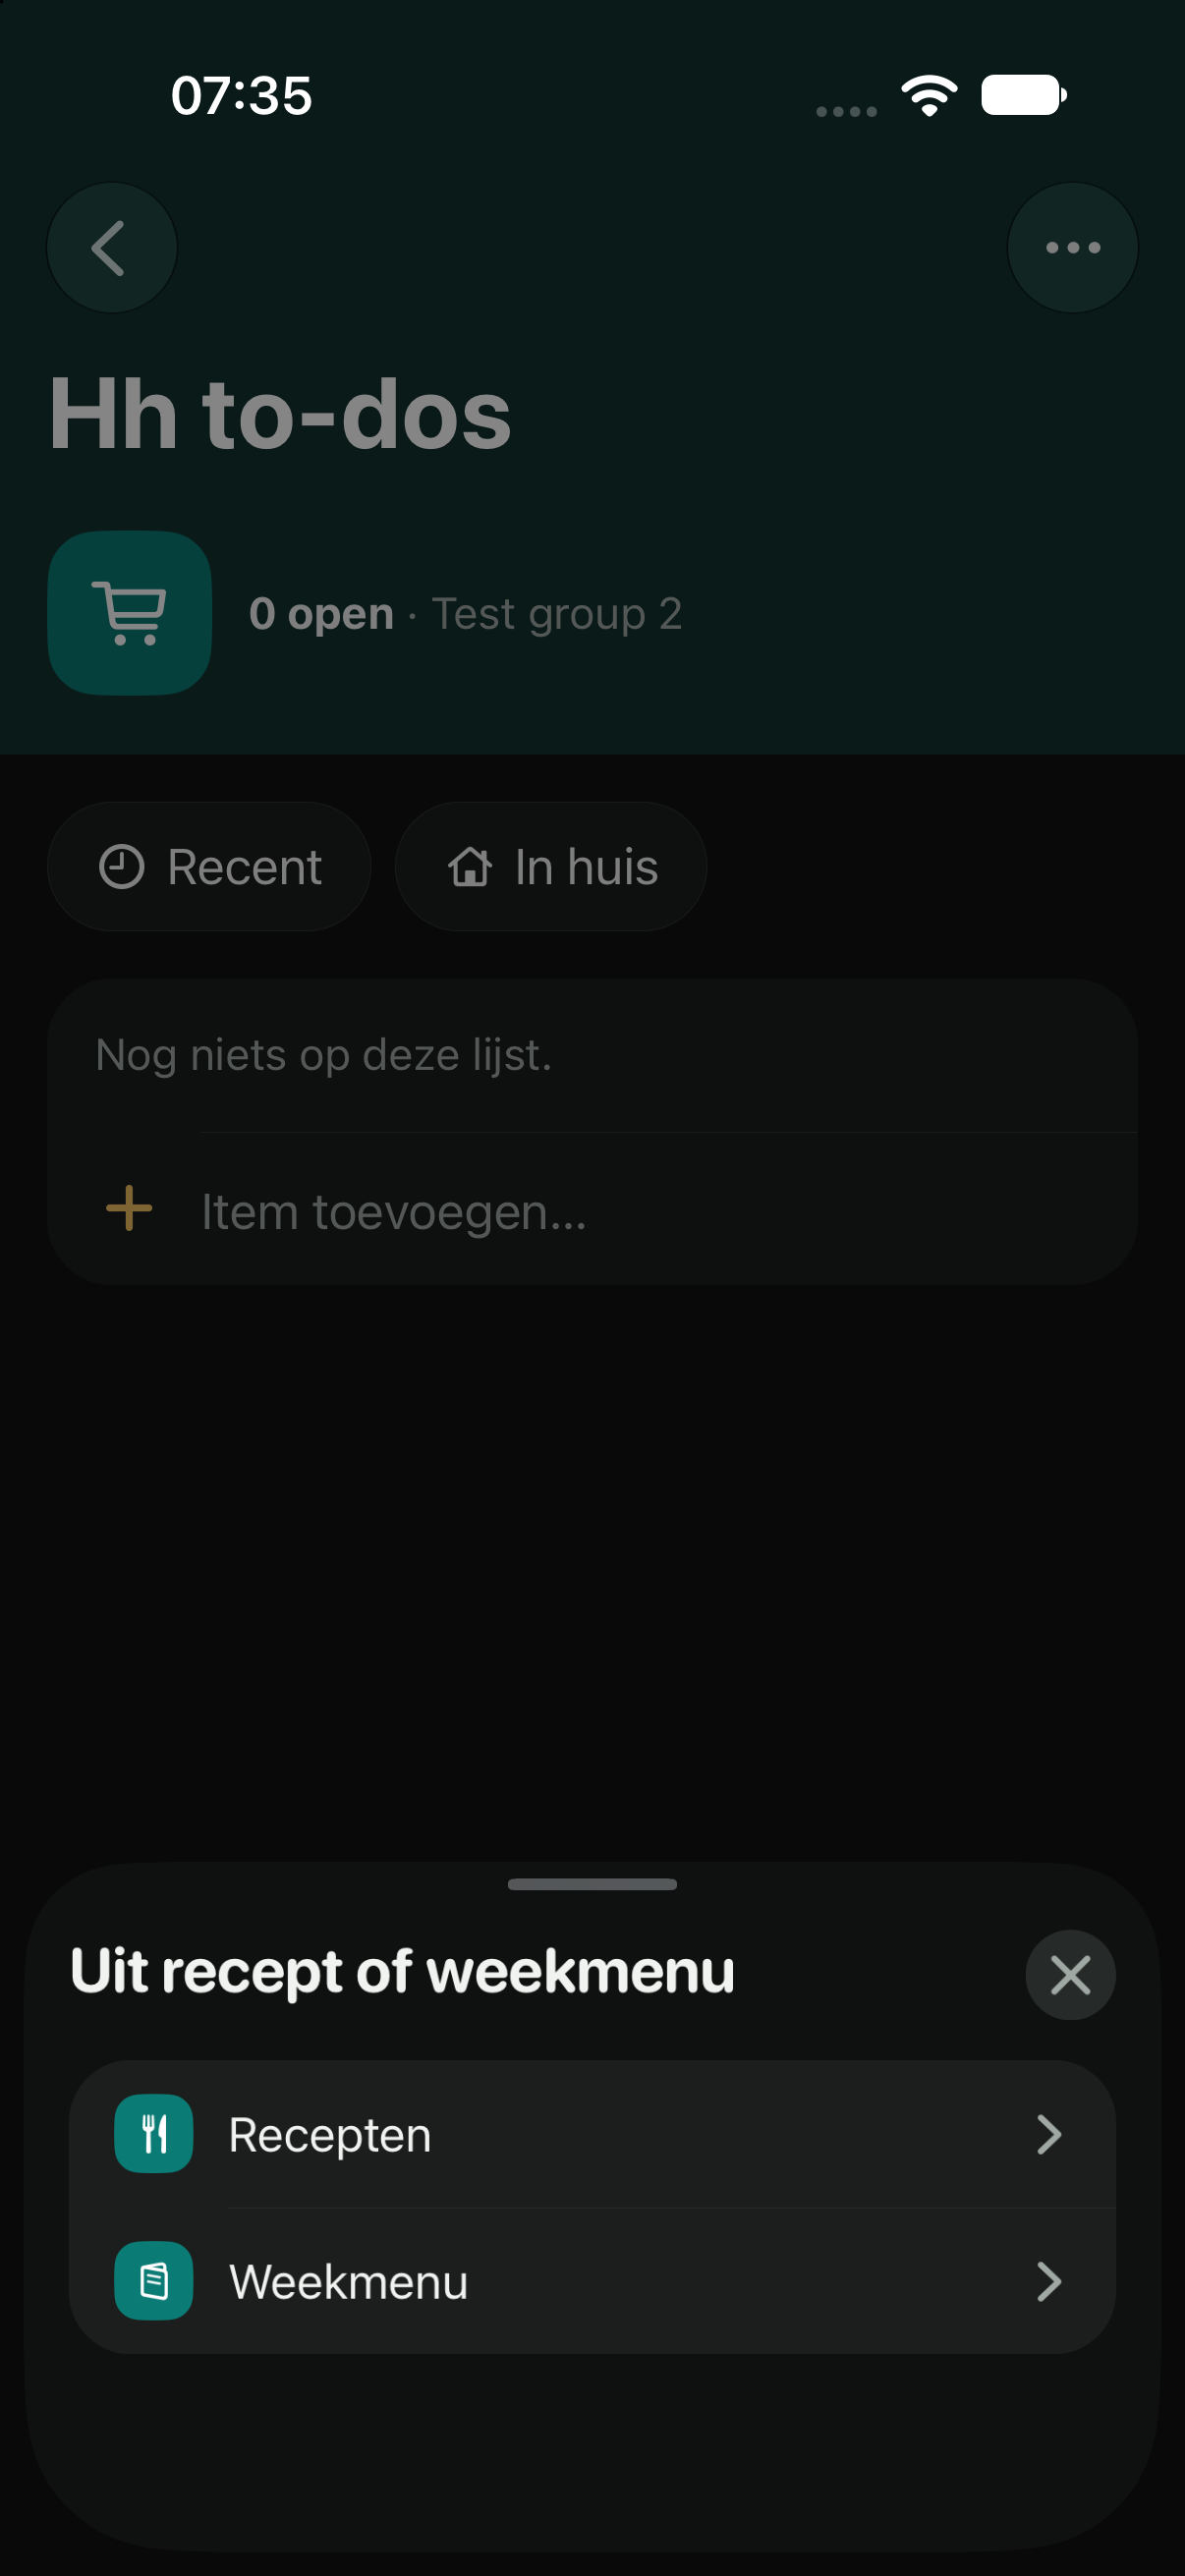 07:35
Hh to-dos
0 open · Test group 2
Recent
In huis
Nog niets op deze lijst.
Item toevoegen...
Uit recept of weekmenu
Recepten
Weekmenu